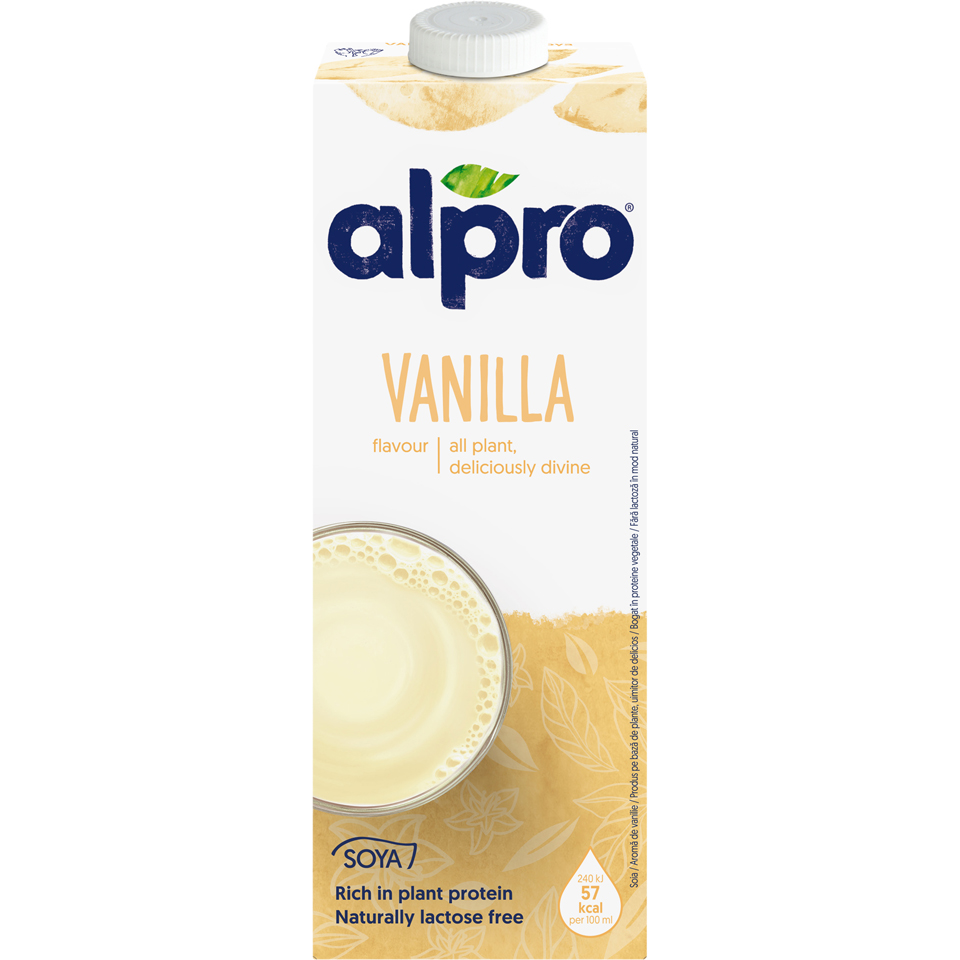 alpro®
VANILLA
flavour
all plant,
deliciously divine
Soia / Aromă de vanilie / Produs pe bază de plante, uimitor de delicios / Bogat în proteine vegetale / Fără lactoză în mod natural
SOYA
Rich in plant protein
Naturally lactose free
240 kJ
57
kcal
per 100 ml